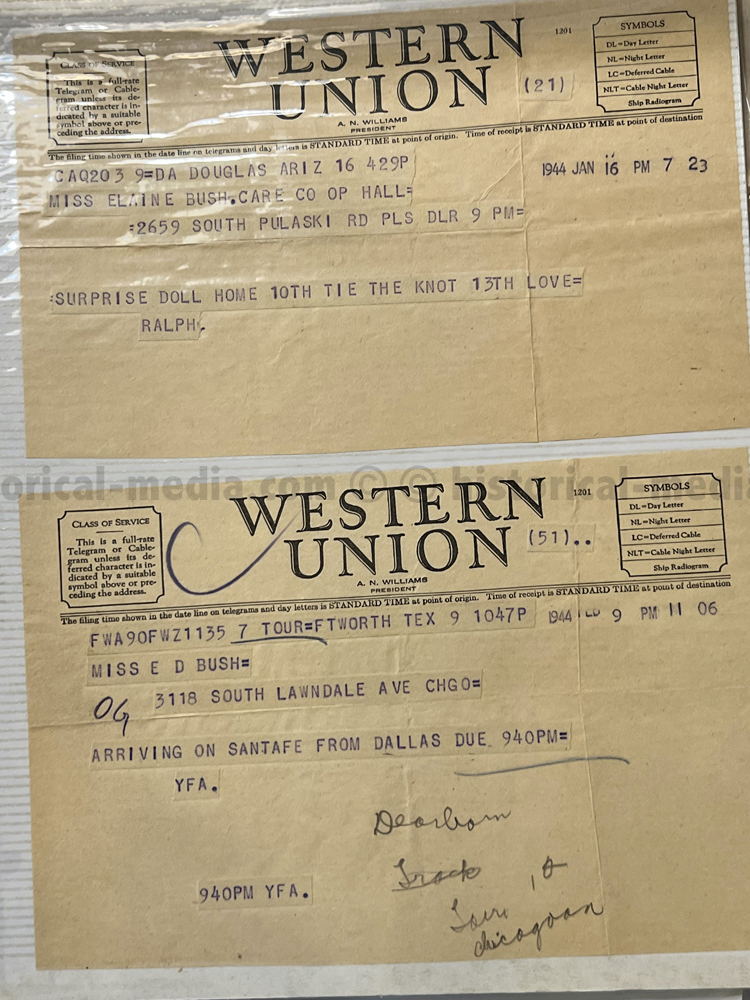 WESTERN
UNION
1201
(21)
A. N. WILLIAMS
PRESIDENT
CLASS OF SERVICE
This is a full-rate
Telegram or Cable-
gram unless its de-
ferred character is in-
dicated by a suitable
symbol above or pre-
ceding the address.
SYMBOLS
DL=Day Letter
NL=Night Letter
LC=Deferred Cable
NLT=Cable Night Letter
Ship Radiogram
The filing time shown in the date line on telegrams and day letters is STANDARD TIME at point of origin. Time of receipt is STANDARD TIME at point of destination
CAQ203 9=DA DOUGLAS ARIZ 16 429P
1944 JAN 16 PM 7 23
MISS ELAINE BUSH,CARE CO OP HALL=
:2659 SOUTH PULASKI RD PLS DLR 9 PM=
:SURPRISE DOLL HOME 10TH TIE THE KNOT 13TH LOVE=
RALPH.
orical-media.com © © historical-medi
WESTERN
UNION
1201
(51)..
A. N. WILLIAMS
PRESIDENT
CLASS OF SERVICE
This is a full-rate
Telegram or Cable-
gram unless its de-
ferred character is in-
dicated by a suitable
symbol above or pre-
ceding the address.
SYMBOLS
DL=Day Letter
NL=Night Letter
LC=Deferred Cable
NLT=Cable Night Letter
Ship Radiogram
The filing time shown in the date line on telegrams and day letters is STANDARD TIME at point of origin. Time of receipt is STANDARD TIME at point of destination
FWA90FWZ1135 7 TOUR=FTWORTH TEX 9 1047P
1944 9 PM 11 06
MISS E D BUSH=
OG 3118 SOUTH LAWNDALE AVE CHGO=
ARRIVING ON SANTAFE FROM DALLAS DUE 940PM=
YFA.
Dearborn
Track
940PM YFA.
chicagoan